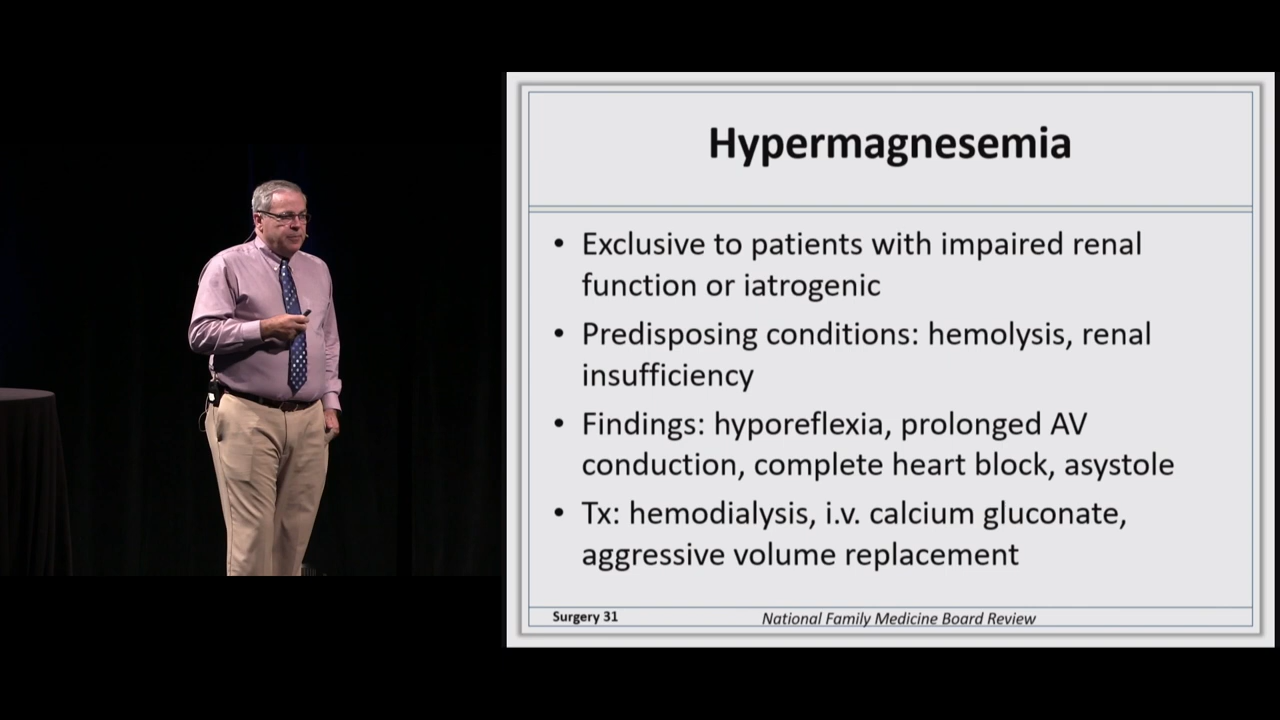 Hypermagnesemia
• Exclusive to patients with impaired renal
function or iatrogenic
• Predisposing conditions: hemolysis, renal
insufficiency
• Findings: hyporeflexia, prolonged AV
conduction, complete heart block, asystole
• Tx: hemodialysis, i.v. calcium gluconate,
aggressive volume replacement
Surgery 31
National Family Medicine Board Review